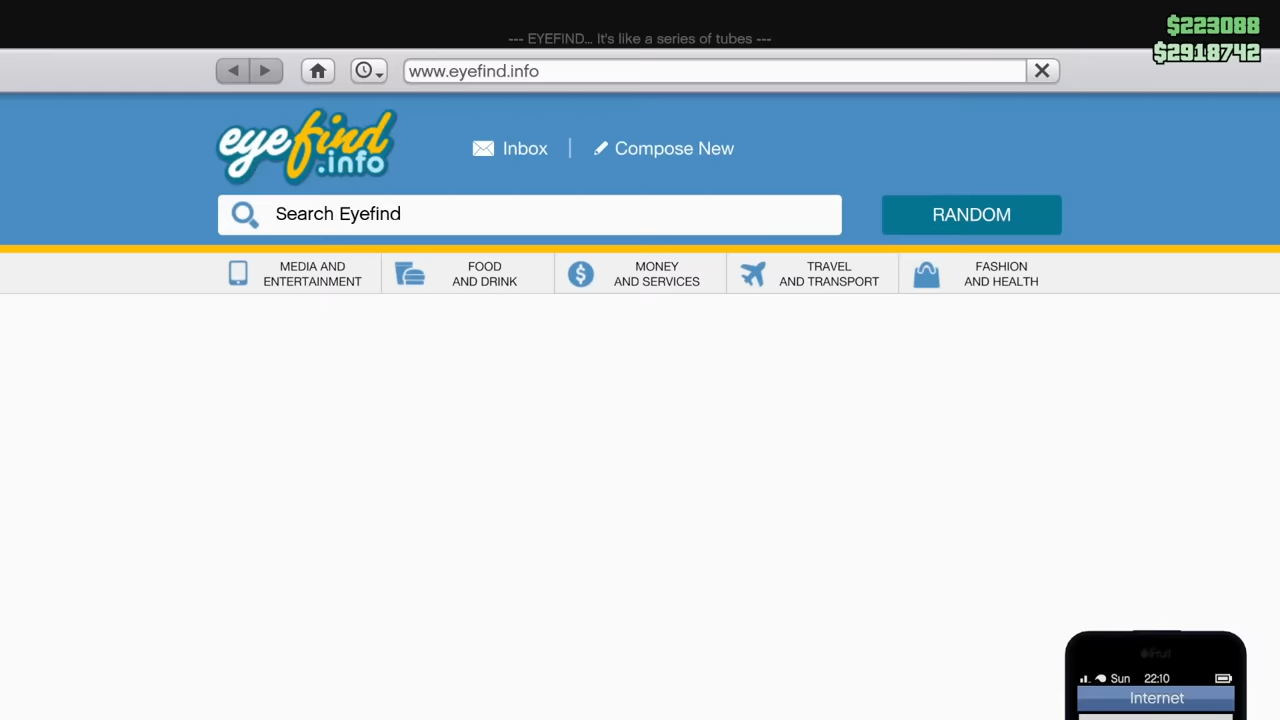 $223088
--- EYEFIND... It's like a series of tubes ---
$2918742
www.eyefind.info
eyefind
.info
Inbox
Compose New
Search Eyefind
RANDOM
MEDIA AND
ENTERTAINMENT
FOOD
AND DRINK
MONEY
AND SERVICES
TRAVEL
AND TRANSPORT
FASHION
AND HEALTH
iFruit
Sun 22:10
Internet